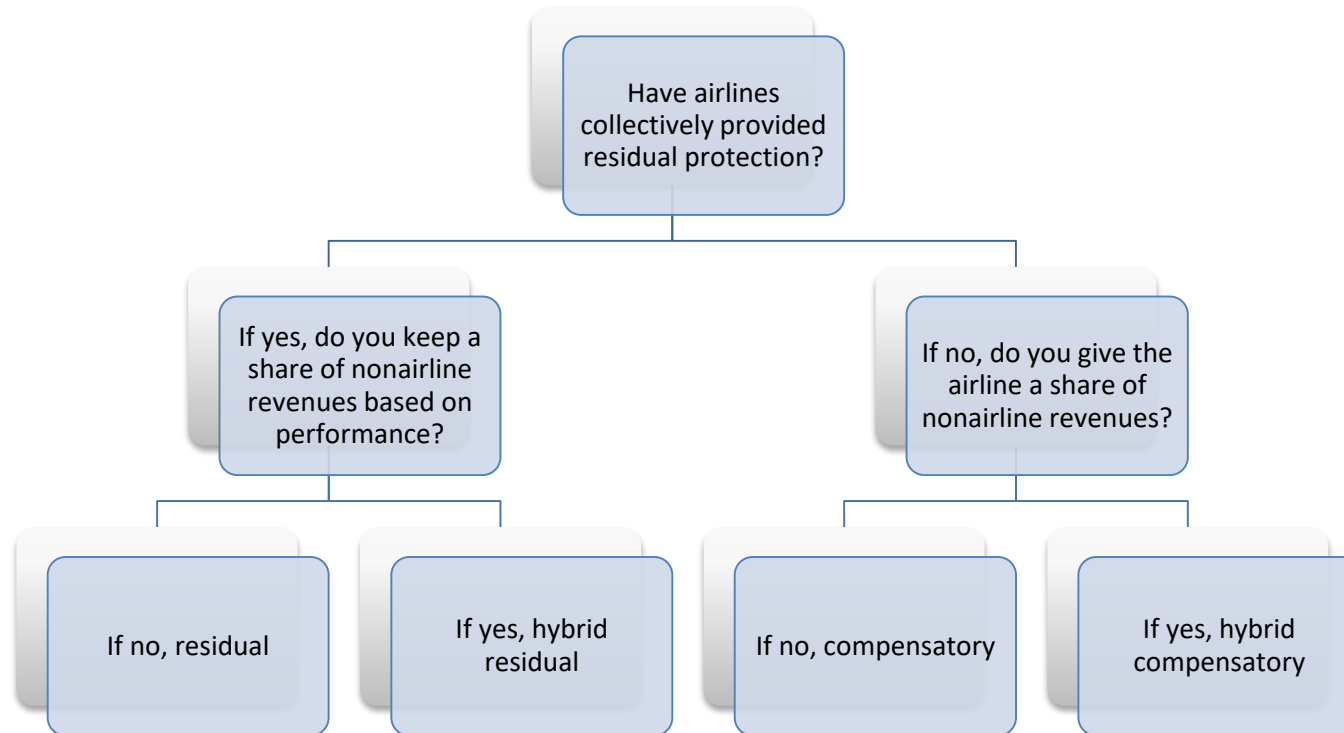 Have airlines
collectively provided
residual protection?
If yes, do you keep a
share of nonairline
revenues based on
performance?
If no, do you give the
airline a share of
nonairline revenues?
If no, residual
If yes, hybrid
residual
If no, compensatory
If yes, hybrid
compensatory